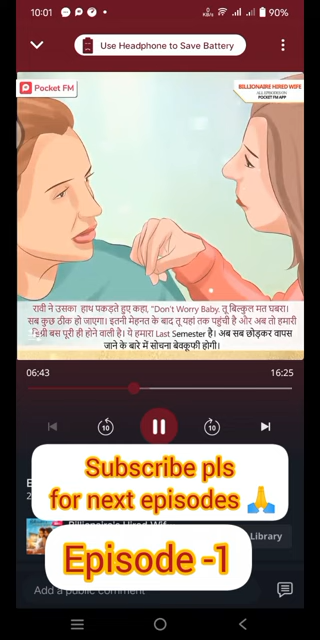 10:01
90%
Use Headphone to Save Battery
Pocket FM
BILLIONAIRE HIRED WIFE
ALL EPISODES ON
POCKET FM APP
रावी ने उसका हाथ पकड़ते हुए कहा, "Don't Worry Baby. तू बिल्कुल मत घबरा।
सब कुछ ठीक हो जाएगा। इतनी मेहनत के बाद तू यहां तक पहुंची है और अब तो हमारी
डिग्री बस पूरी ही होने वाली है। ये हमारा Last Semester है। अब सब छोड़कर वापस
जाने के बारे में सोचना बेवकूफी होगी।
06:43
16:25
10
10
Subscribe pls
for next episodes 🙏
Library
Episode -1
Add a public comment